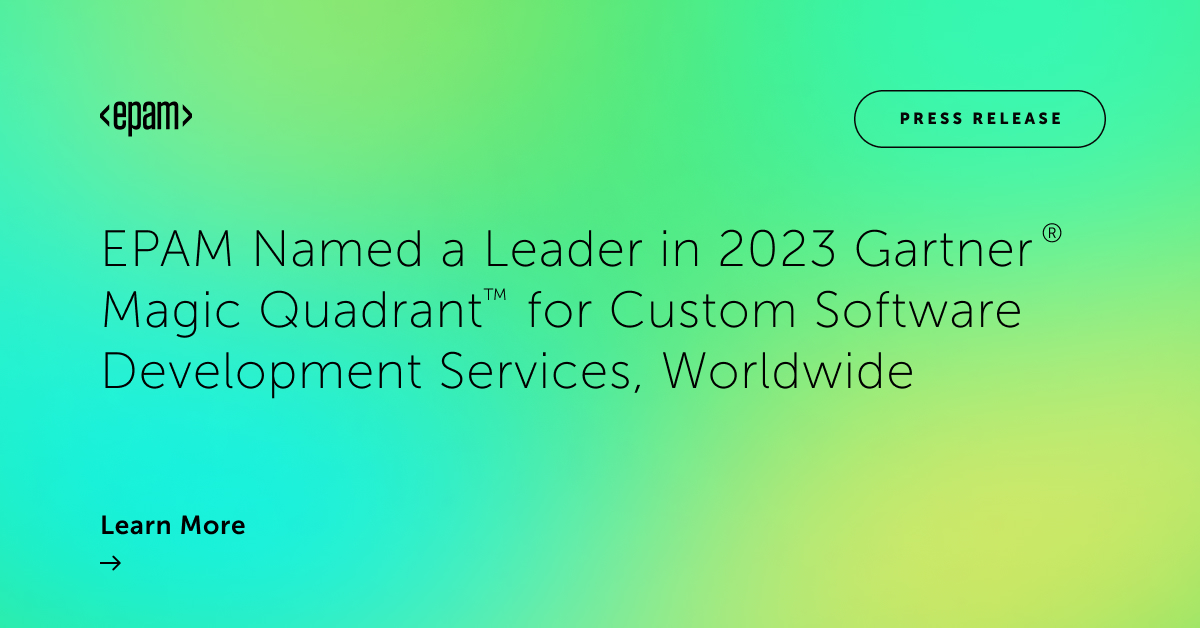 <epam>
PRESS RELEASE
EPAM Named a Leader in 2023 Gartner®
Magic Quadrant™ for Custom Software
Development Services, Worldwide
Learn More
→